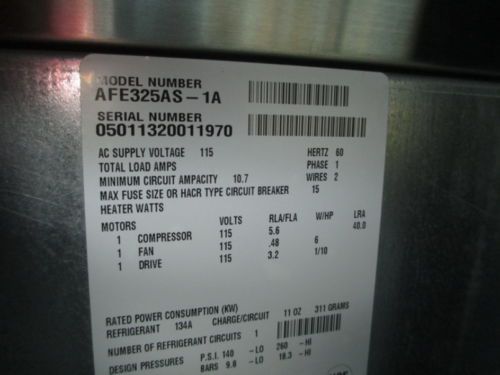 MODEL NUMBER
AFE325AS-1A
SERIAL NUMBER
05011320011970
AC SUPPLY VOLTAGE 115 HERTZ 60
TOTAL LOAD AMPS PHASE 1
MINIMUM CIRCUIT AMPACITY 10.7 WIRES 2
MAX FUSE SIZE OR HACR TYPE CIRCUIT BREAKER 15
HEATER WATTS
MOTORS VOLTS RLA/FLA W/HP LRA
1 COMPRESSOR 115 5.6 40.0
1 FAN 115 .48 6
1 DRIVE 115 3.2 1/10
RATED POWER CONSUMPTION (KW)
REFRIGERANT 134A CHARGE/CIRCUIT 11 OZ 311 GRAMS
NUMBER OF REFRIGERANT CIRCUITS 1
DESIGN PRESSURES P.S.I. 140 -LO 260 -HI
BARS 9.8 -LO 18.3 -HI